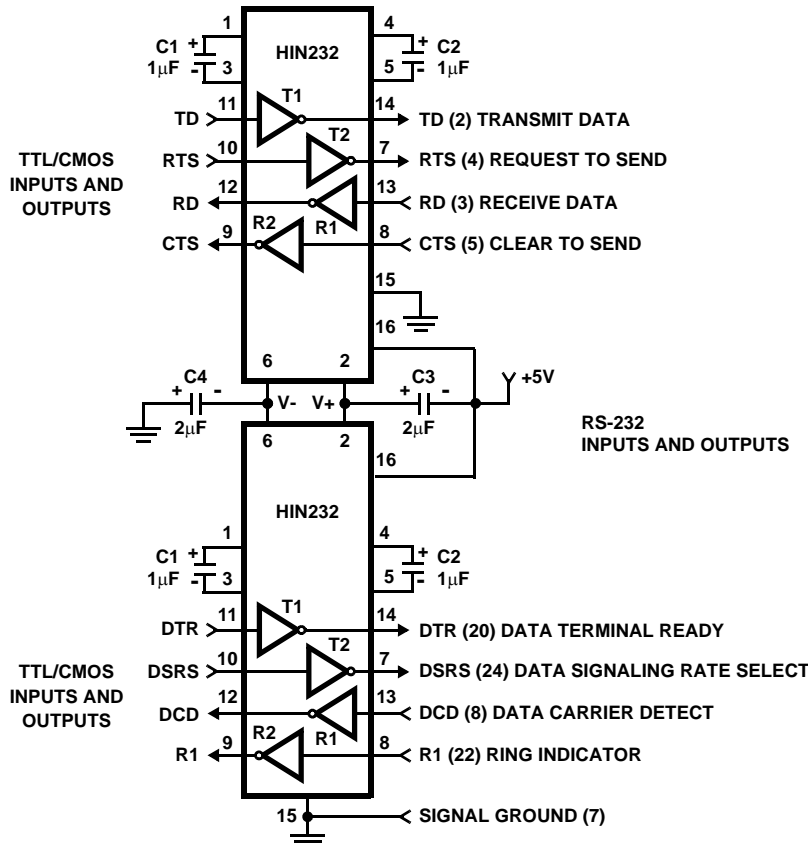 1
4
HIN232
C1
+
1μF
-
3
+
C2
5
-
1μF
TTL/CMOS
INPUTS AND
OUTPUTS
TD
11
T1
14
TD (2) TRANSMIT DATA
RTS
10
T2
7
RTS (4) REQUEST TO SEND
RD
12
R1
13
RD (3) RECEIVE DATA
CTS
9
R2
8
CTS (5) CLEAR TO SEND
15
16
6
2
C4
+
-
2μF
V-
V+
C3
+
-
2μF
+5V
RS-232
INPUTS AND OUTPUTS
6
2
16
HIN232
1
4
C1
+
1μF
-
3
+
C2
5
-
1μF
TTL/CMOS
INPUTS AND
OUTPUTS
DTR
11
T1
14
DTR (20) DATA TERMINAL READY
DSRS
10
T2
7
DSRS (24) DATA SIGNALING RATE SELECT
DCD
12
R1
13
DCD (8) DATA CARRIER DETECT
R1
9
R2
8
R1 (22) RING INDICATOR
15
SIGNAL GROUND (7)